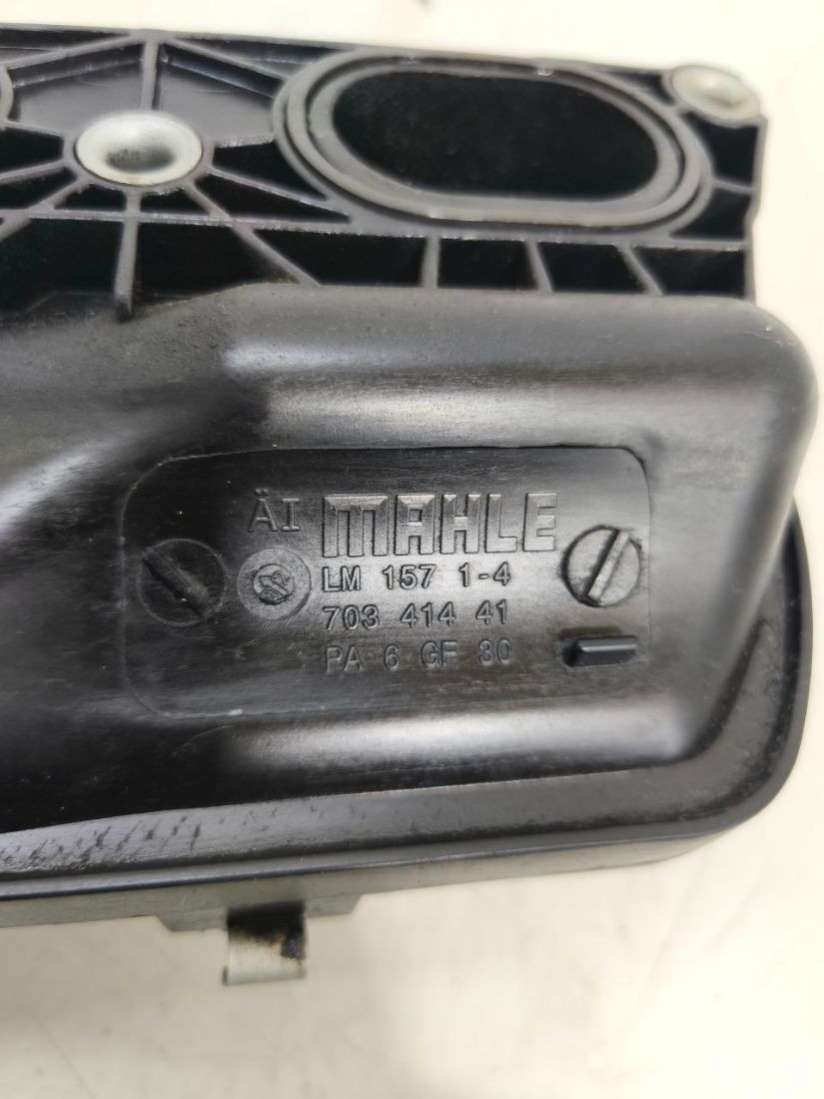 ÄI MAHLE
LM 157 1-4
703 414 41
PA 6 GF 30